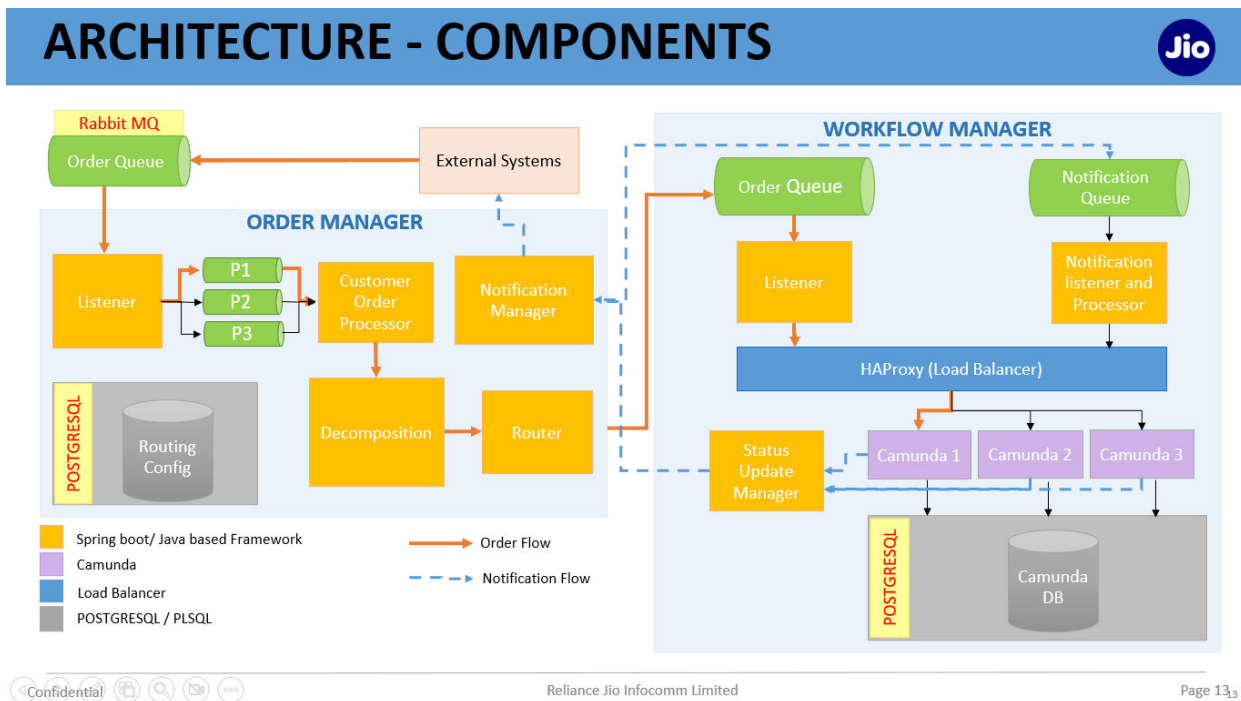 ARCHITECTURE - COMPONENTS
Jio
Rabbit MQ
Order Queue
External Systems
ORDER MANAGER
Listener
P1
P2
P3
Customer
Order
Processor
Notification
Manager
POSTGRESQL
Routing
Config
Decomposition
Router
WORKFLOW MANAGER
Order Queue
Notification
Queue
Listener
Notification
listener and
Processor
HAProxy (Load Balancer)
Status
Update
Manager
Camunda 1
Camunda 2
Camunda 3
POSTGRESQL
Camunda
DB
Spring boot/ Java based Framework
Camunda
Load Balancer
POSTGRESQL / PLSQL
Order Flow
Notification Flow
Confidential
Reliance Jio Infocomm Limited
Page 13
13